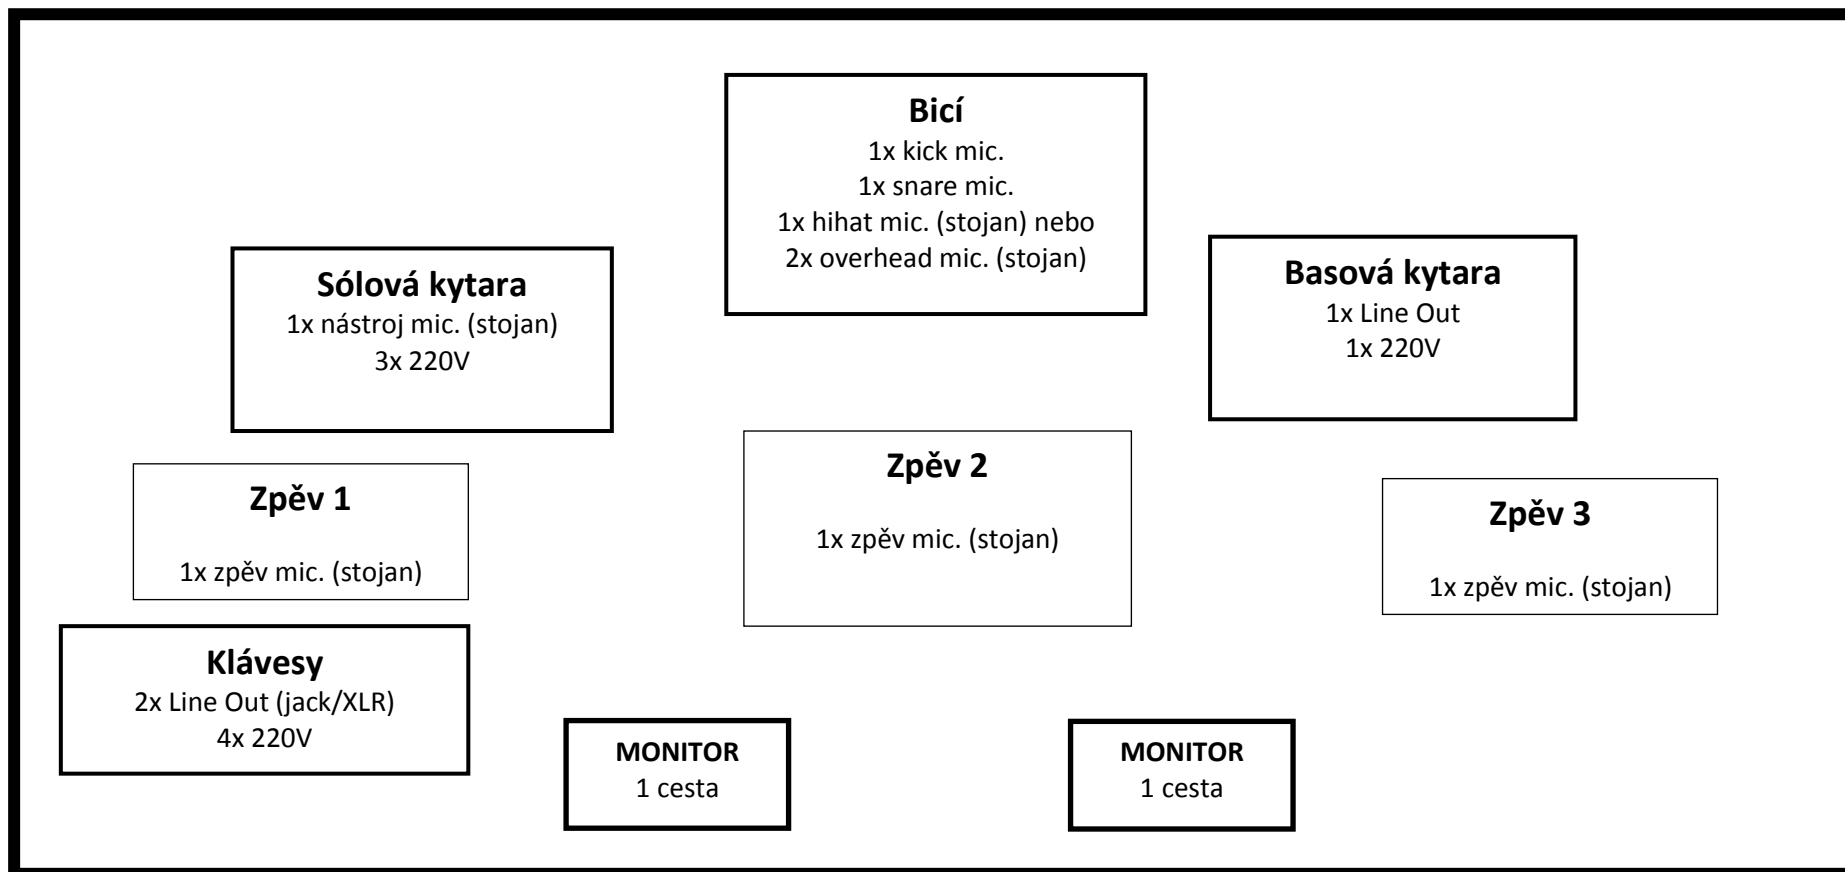 Bicí
1x kick mic.
1x snare mic.
1x hihat mic. (stojan) nebo
2x overhead mic. (stojan)
Sólová kytara
1x nástroj mic. (stojan)
3x 220V
Basová kytara
1x Line Out
1x 220V
Zpěv 1
1x zpěv mic. (stojan)
Zpěv 2
1x zpěv mic. (stojan)
Zpěv 3
1x zpěv mic. (stojan)
Klávesy
2x Line Out (jack/XLR)
4x 220V
MONITOR
1 cesta
MONITOR
1 cesta